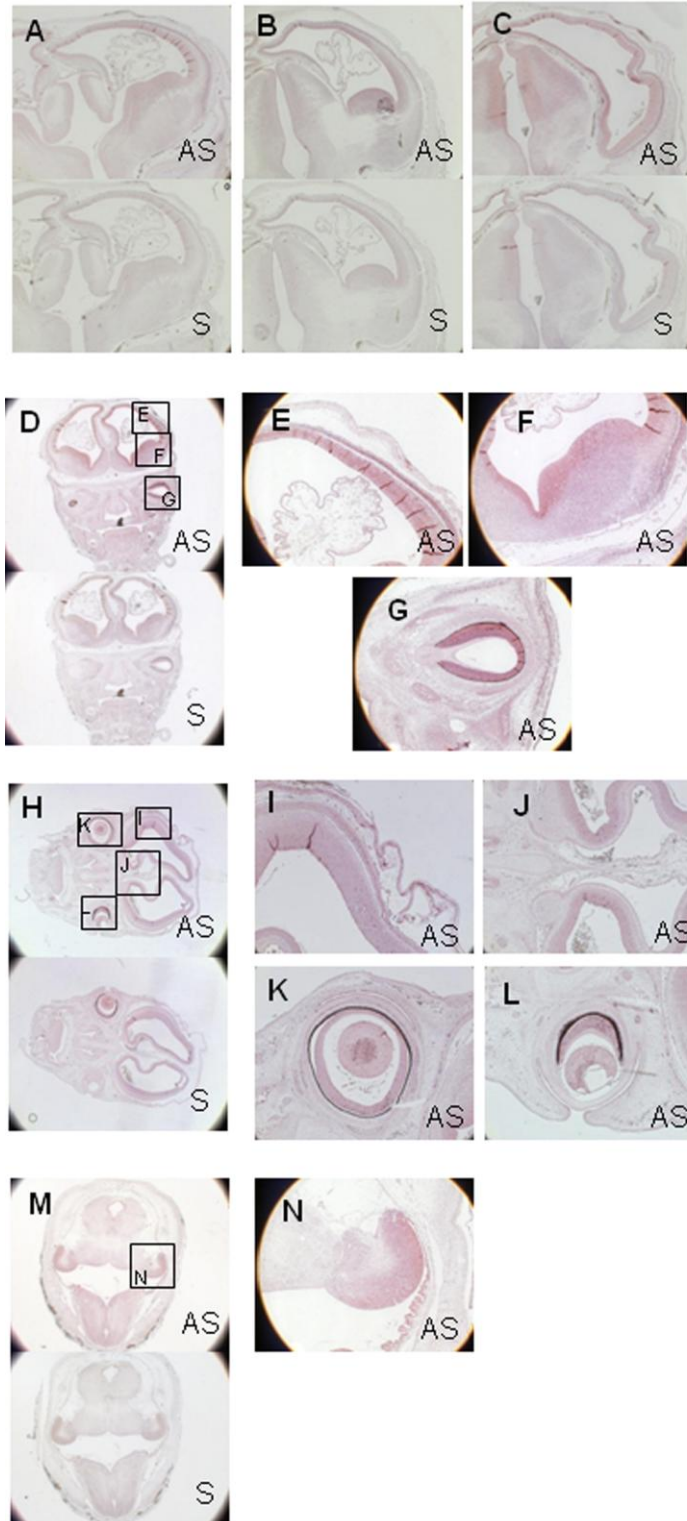 A B C
AS AS AS
S S S
D E F
E
F
G
AS AS AS
G
S AS
H I J
K I
J
L
AS AS AS
K L
S AS AS
M N
N
AS AS
S